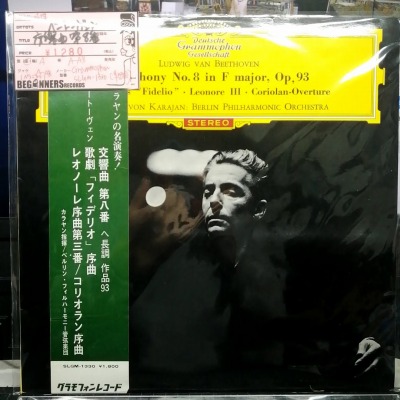 ¥1,280
BEGINNERS RECORDS
Deutsche
Grammophon
Gesellschaft
LUDWIG VAN BEETHOVEN
hony No. 8 in F major, Op. 93
Fidelio" · Leonore III · Coriolan-Overture
VON KARAJAN: BERLIN PHILHARMONIC ORCHESTRA
STEREO
ラヤンの名演奏!
ートーヴェン
交響曲 第八番 ヘ長調 作品93
歌劇「フィデリオ」序曲
レオノーレ序曲第三番/コリオラン序曲
カラヤン指揮/ベルリン・フィルハーモニー管弦楽団
SLGM-1330 ¥1,800
グラモフォンレコード